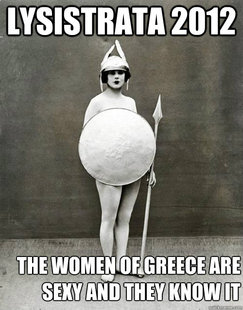 LYSISTRATA 2012
THE WOMEN OF GREECE ARE
SEXY AND THEY KNOW IT